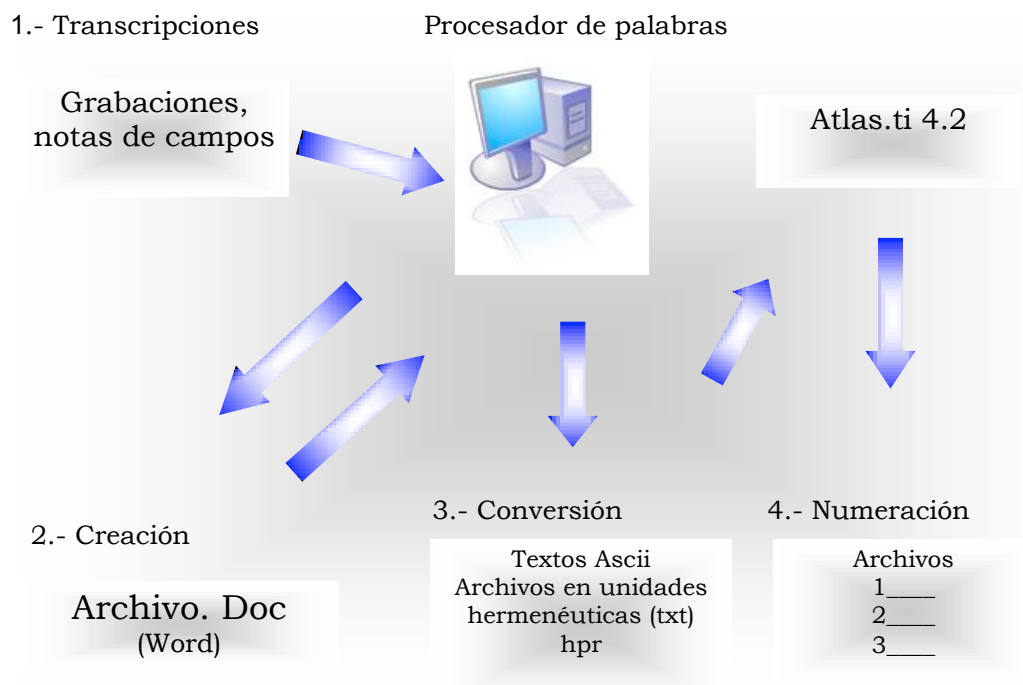 1.- Transcripciones
Procesador de palabras
Grabaciones,
notas de campos
Atlas.ti 4.2
2.- Creación
Archivo. Doc
(Word)
3.- Conversión
Textos Ascii
Archivos en unidades
hermenéuticas (txt)
hpr
4.- Numeración
Archivos
1____
2____
3____